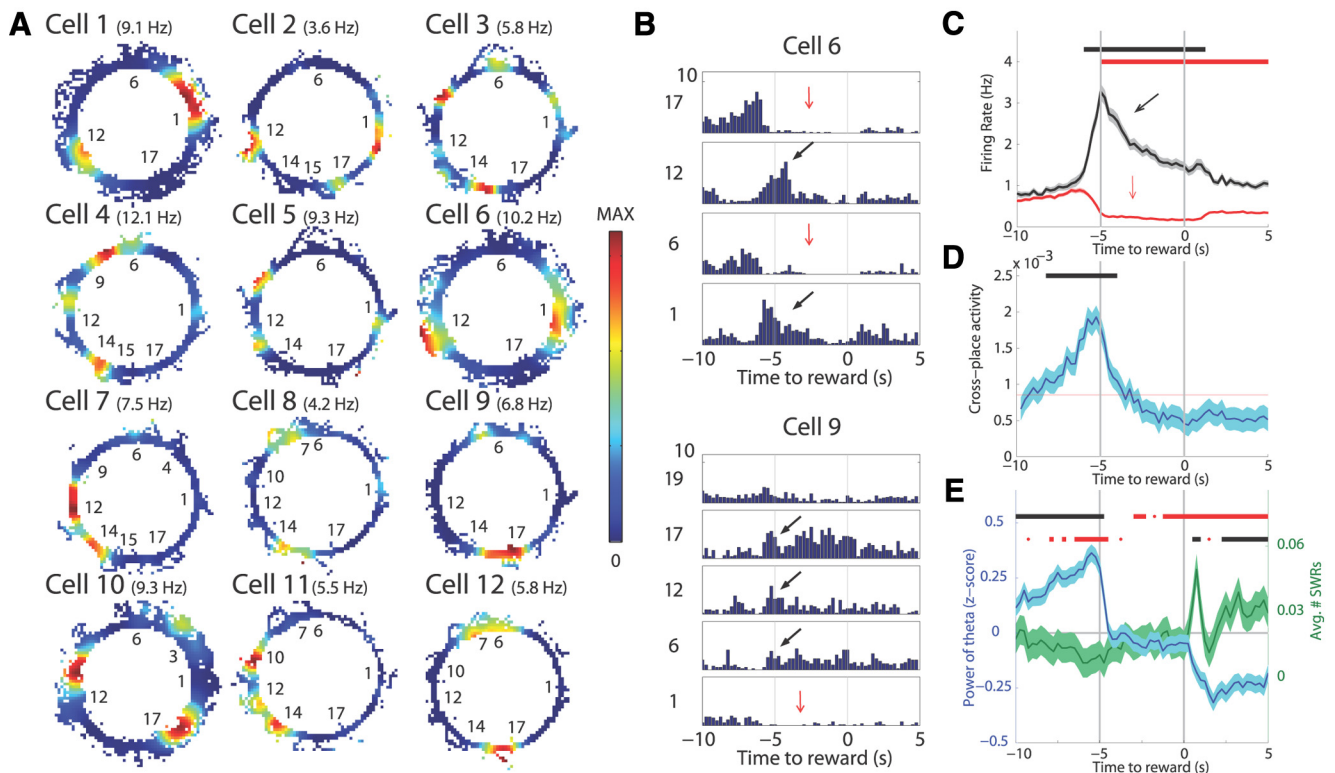 A
Cell 1 (9.1 Hz)
6
1
12
17
Cell 2 (3.6 Hz)
6
1
12
14
15
17
Cell 3 (5.8 Hz)
6
1
12
14
17
Cell 4 (12.1 Hz)
6
9
1
12
14
15
17
Cell 5 (9.3 Hz)
6
1
12
14
15
17
Cell 6 (10.2 Hz)
6
1
12
17
Cell 7 (7.5 Hz)
6
9
4
1
12
14
15
17
Cell 8 (4.2 Hz)
7 6
10
1
14
17
Cell 9 (6.8 Hz)
6
1
12
14
17
Cell 10 (9.3 Hz)
6
3
1
12
17
Cell 11 (5.5 Hz)
7 6
10
1
12
14
17
Cell 12 (5.8 Hz)
7 6
10
1
12
14
17
MAX
0
B
Cell 6
10
17
12
6
1
−10 −5 0 5
Time to reward (s)
Cell 9
10
19
17
12
6
1
−10 −5 0 5
Time to reward (s)
C
Firing Rate (Hz)
4
3
2
1
0
−10 −5 0 5
Time to reward (s)
D
x 10⁻³
Cross−place activity
2.5
2
1.5
1
0.5
0
−10 −5 0 5
Time to reward (s)
E
Power of theta (z−score)
0.5
0.25
0
−0.25
−0.5
Avg. # SWRs
0.06
0.03
0
−10 −5 0 5
Time to reward (s)